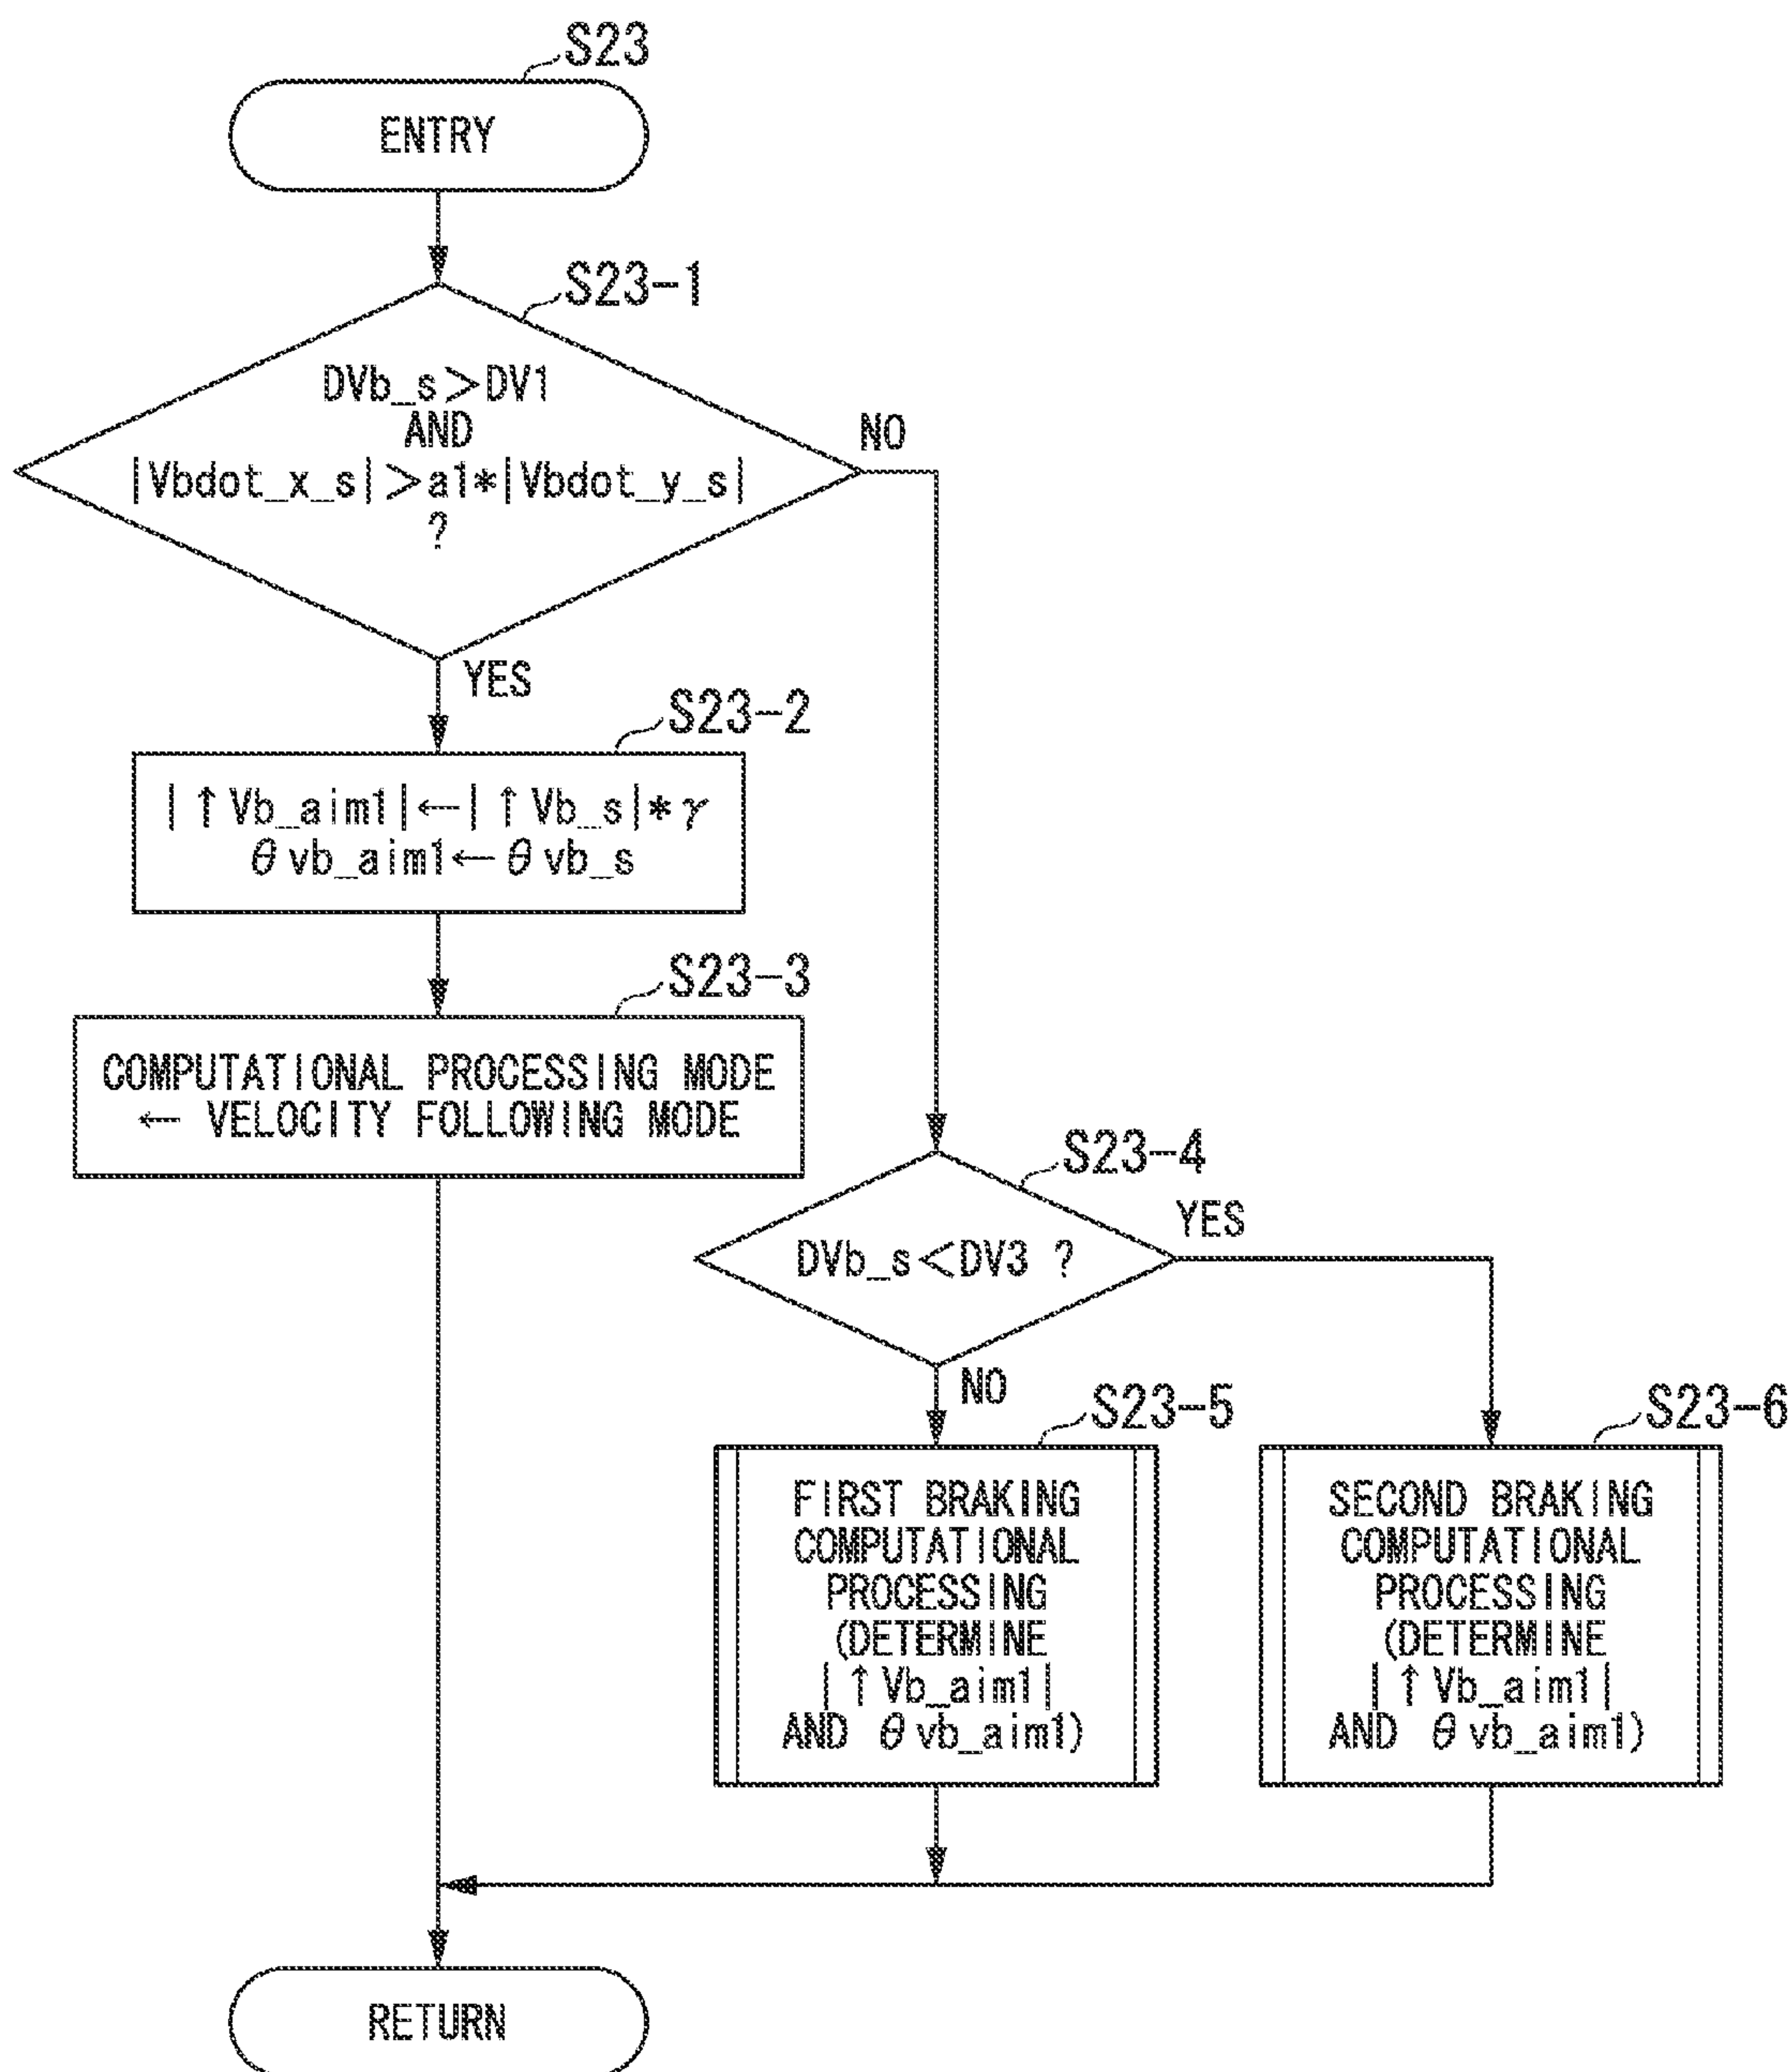 S23
ENTRY
S23-1
DVb_s＞DV1
AND
|Vbdot_x_s|＞a1*|Vbdot_y_s|
?
NO
YES
S23-2
|↑Vb_aim1|←|↑Vb_s|*γ
θvb_aim1←θvb_s
S23-3
COMPUTATIONAL PROCESSING MODE
← VELOCITY FOLLOWING MODE
S23-4
DVb_s＜DV3 ?
YES
NO
S23-5
FIRST BRAKING
COMPUTATIONAL
PROCESSING
(DETERMINE
|↑Vb_aim1|
AND θvb_aim1)
S23-6
SECOND BRAKING
COMPUTATIONAL
PROCESSING
(DETERMINE
|↑Vb_aim1|
AND θvb_aim1)
RETURN